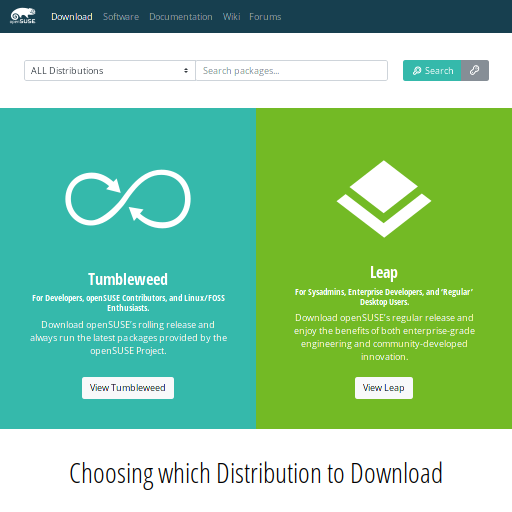 openSUSE
Download Software Documentation Wiki Forums
ALL Distributions Search packages... Search
Tumbleweed
For Developers, openSUSE Contributors, and Linux/FOSS
Enthusiasts.
Download openSUSE's rolling release and
always run the latest packages provided by the
openSUSE Project.
View Tumbleweed
Leap
For Sysadmins, Enterprise Developers, and 'Regular'
Desktop Users.
Download openSUSE's regular release and
enjoy the benefits of both enterprise-grade
engineering and community-developed
innovation.
View Leap
Choosing which Distribution to Download